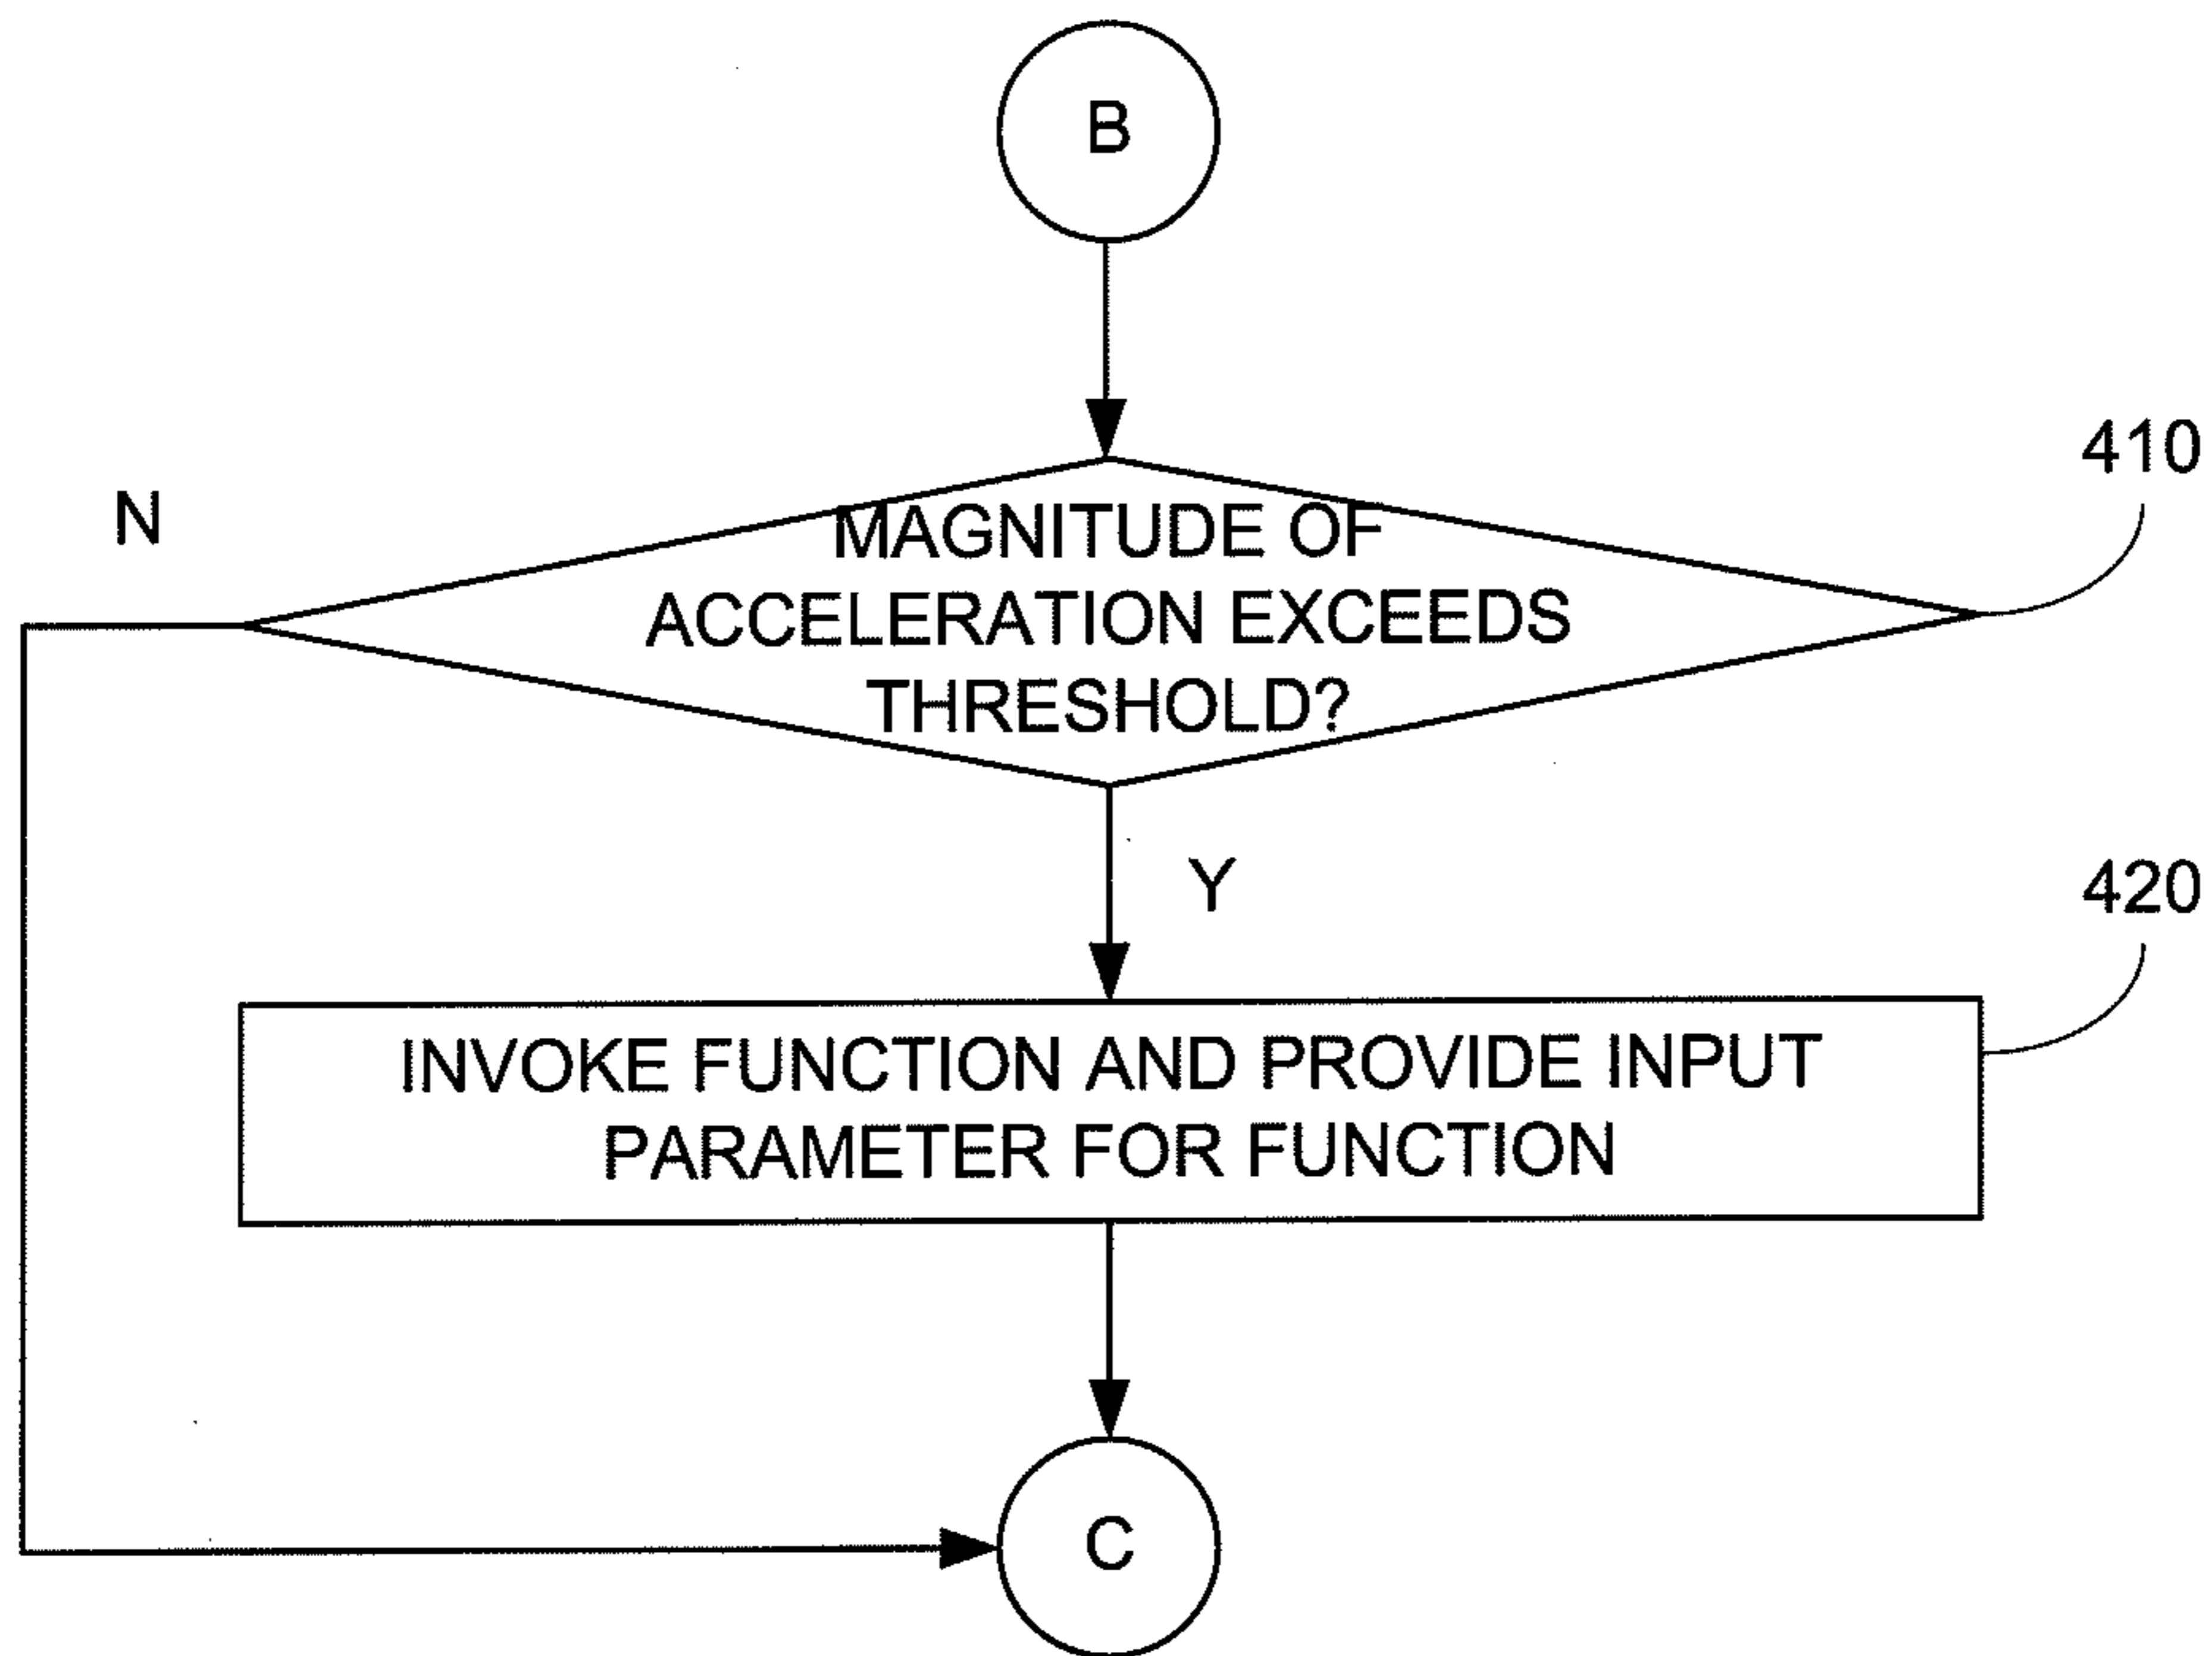 B
410
N
MAGNITUDE OF
ACCELERATION EXCEEDS
THRESHOLD?
Y
420
INVOKE FUNCTION AND PROVIDE INPUT
PARAMETER FOR FUNCTION
C